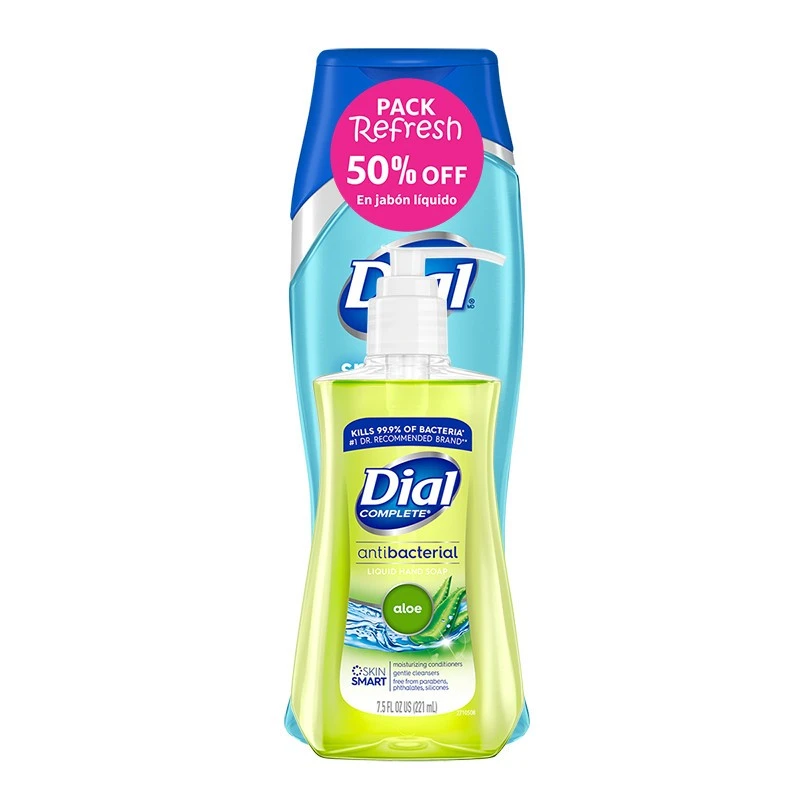 PACK
Refresh
50% OFF
En jabón líquido
Dial®
KILLS 99.9% OF BACTERIA*
#1 DR. RECOMMENDED BRAND**
Dial
COMPLETE®
antibacterial
LIQUID HAND SOAP
aloe
SKIN
SMART
moisturizing conditioners
gentle cleansers
free from parabens,
phthalates, silicones
7.5 FL OZ US (221 mL)